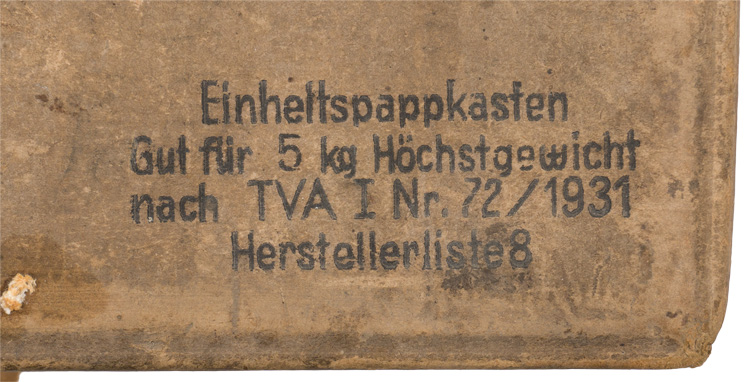 Einheitspappkasten
Gut für 5 kg Höchstgewicht
nach TVA I Nr. 72/1931
Herstellerliste 8